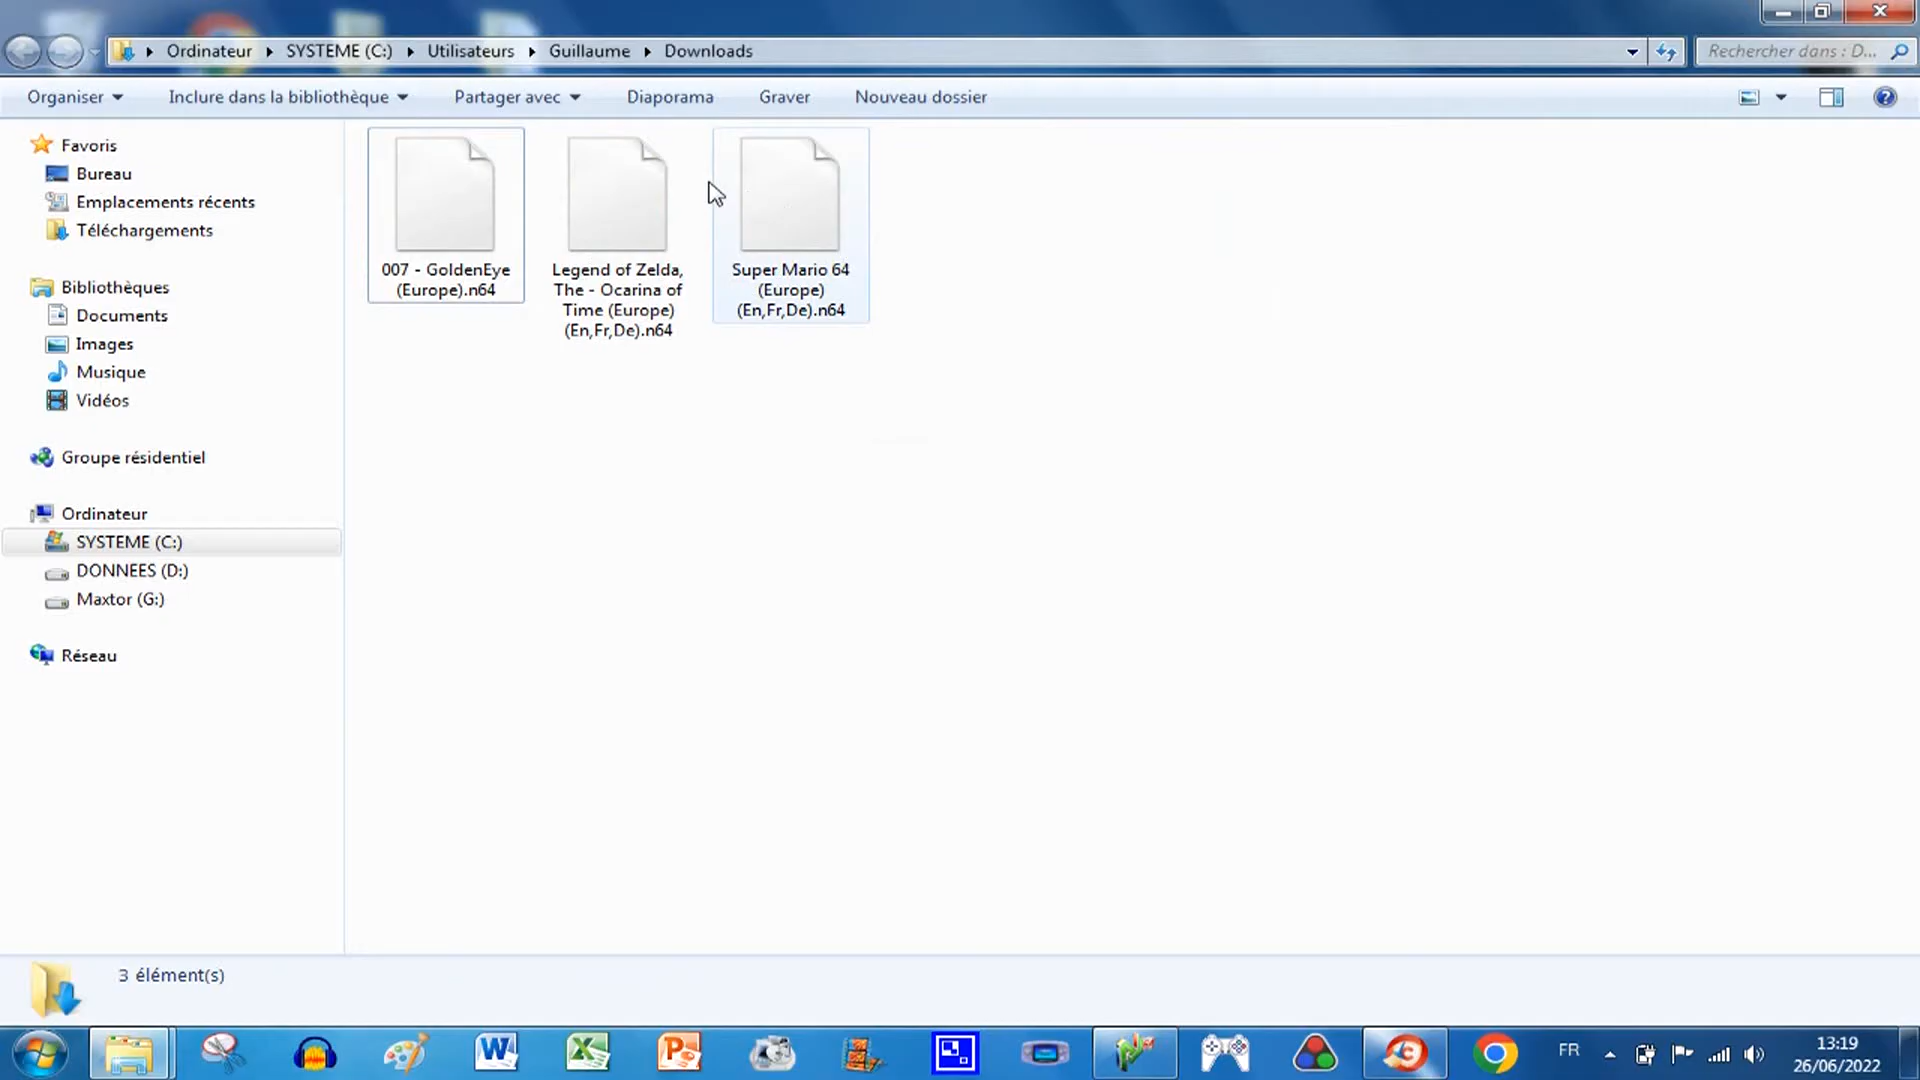 Ordinateur SYSTEME (C:) Utilisateurs Guillaume Downloads
Rechercher dans : D...
Organiser Inclure dans la bibliothèque Partager avec Diaporama Graver Nouveau dossier
Favoris
Bureau
Emplacements récents
Téléchargements
Bibliothèques
Documents
Images
Musique
Vidéos
Groupe résidentiel
Ordinateur
SYSTEME (C:)
DONNEES (D:)
Maxtor (G:)
Réseau
007 - GoldenEye
(Europe).n64
Legend of Zelda,
The - Ocarina of
Time (Europe)
(En,Fr,De).n64
Super Mario 64
(Europe)
(En,Fr,De).n64
3 élément(s)
FR
13:19
26/06/2022